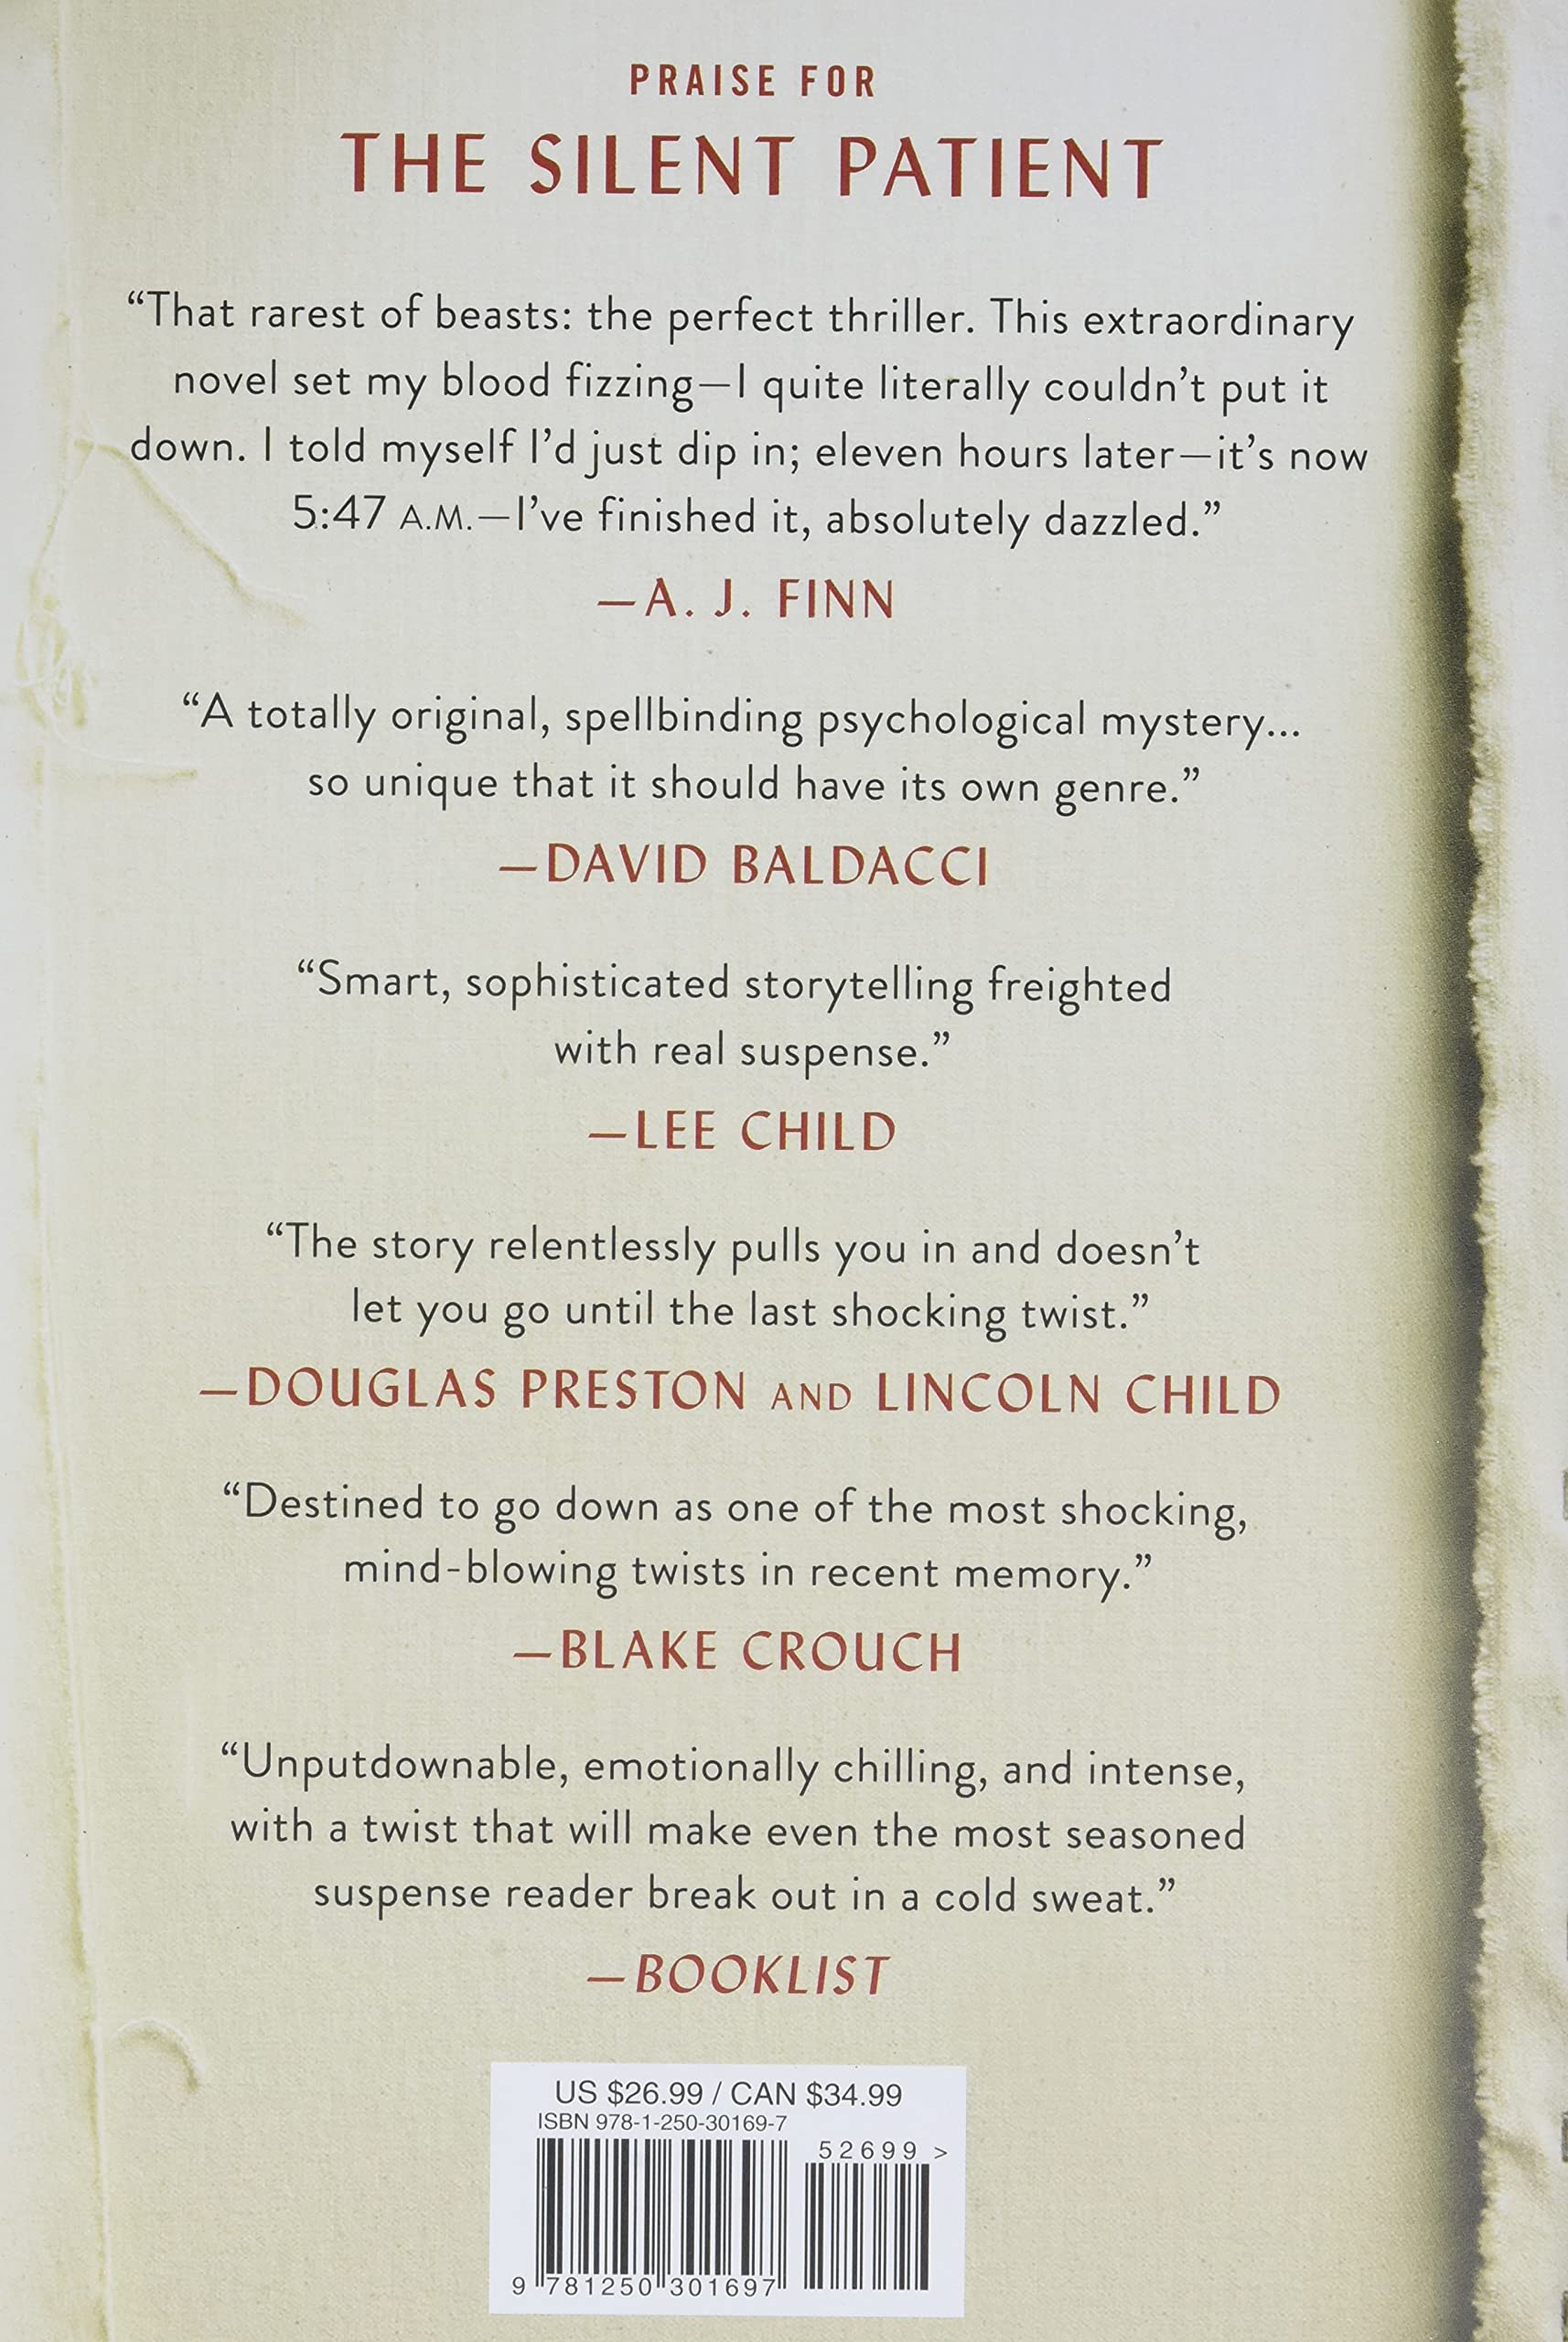 PRAISE FOR
THE SILENT PATIENT
“That rarest of beasts: the perfect thriller. This extraordinary
novel set my blood fizzing—I quite literally couldn’t put it
down. I told myself I’d just dip in; eleven hours later—it’s now
5:47 A.M.—I’ve finished it, absolutely dazzled.”
—A. J. FINN
“A totally original, spellbinding psychological mystery...
so unique that it should have its own genre.”
—DAVID BALDACCI
“Smart, sophisticated storytelling freighted
with real suspense.”
—LEE CHILD
“The story relentlessly pulls you in and doesn’t
let you go until the last shocking twist.”
—DOUGLAS PRESTON AND LINCOLN CHILD
“Destined to go down as one of the most shocking,
mind-blowing twists in recent memory.”
—BLAKE CROUCH
“Unputdownable, emotionally chilling, and intense,
with a twist that will make even the most seasoned
suspense reader break out in a cold sweat.”
—BOOKLIST
US $26.99 / CAN $34.99
ISBN 978-1-250-30169-7
52699 >
9 781250 301697